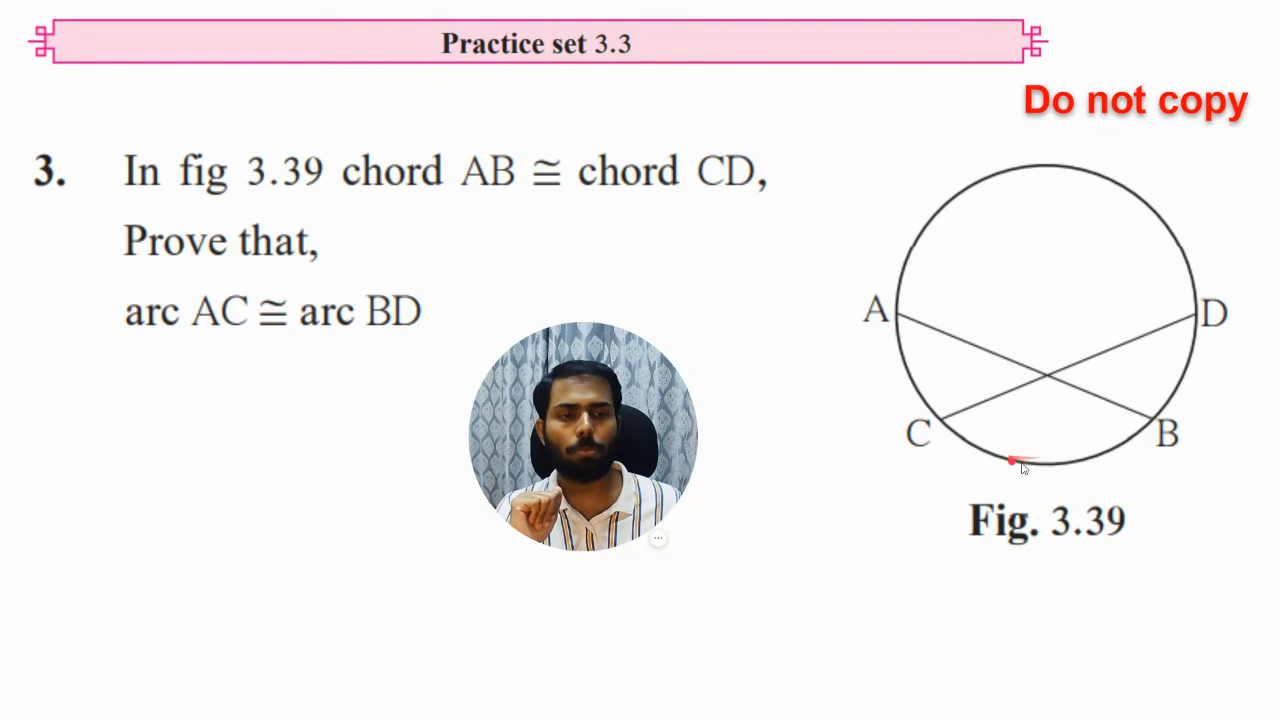 Practice set 3.3
Do not copy
3. In fig 3.39 chord AB ≅ chord CD,
Prove that,
arc AC ≅ arc BD
A
D
C
B
Fig. 3.39